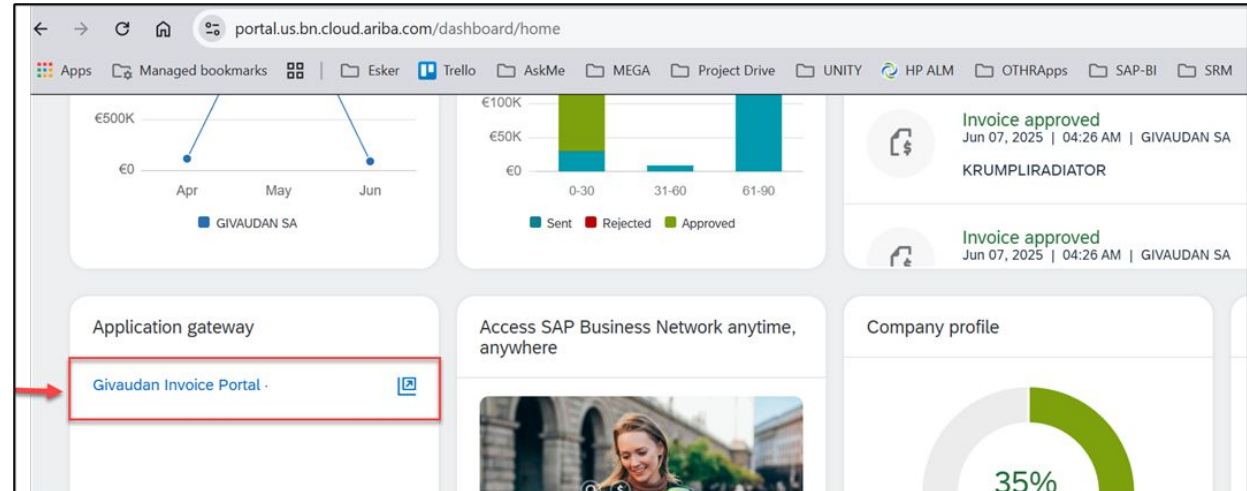 portal.us.bn.cloud.ariba.com/dashboard/home
Apps Managed bookmarks Esker Trello AskMe MEGA Project Drive UNITY HP ALM OTHRApps SAP-BI SRM
€500K
€0
Apr May Jun
GIVAUDAN SA
€100K
€50K
€0
0-30 31-60 61-90
Sent Rejected Approved
Invoice approved
Jun 07, 2025 | 04:26 AM | GIVAUDAN SA
KRUMPLIRADIATOR
Invoice approved
Jun 07, 2025 | 04:26 AM | GIVAUDAN SA
Application gateway
Givaudan Invoice Portal ·
Access SAP Business Network anytime,
anywhere
Company profile
35%